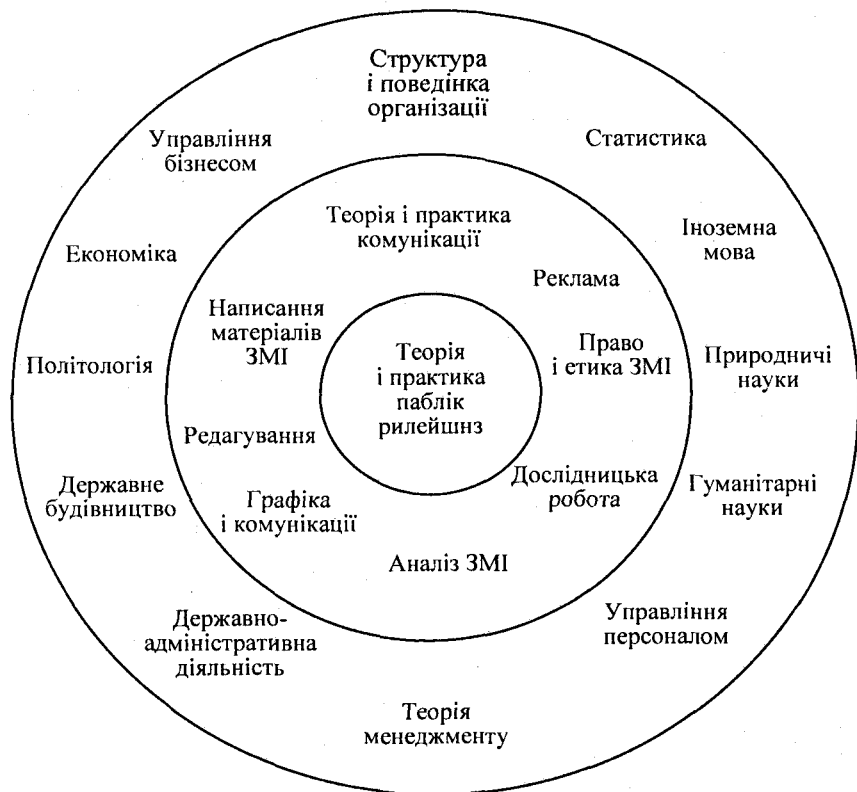 Структура
і поведінка
організації
Управління
бізнесом
Статистика
Теорія і практика
комунікації
Іноземна
мова
Економіка
Реклама
Написання
матеріалів
ЗМІ
Теорія
і практика
паблік
рилейшнз
Право
і етика ЗМІ
Політологія
Природничі
науки
Редагування
Державне
будівництво
Графіка
і комунікації
Дослідницька
робота
Гуманітарні
науки
Аналіз ЗМІ
Державно-
адміністративна
діяльність
Управління
персоналом
Теорія
менеджменту